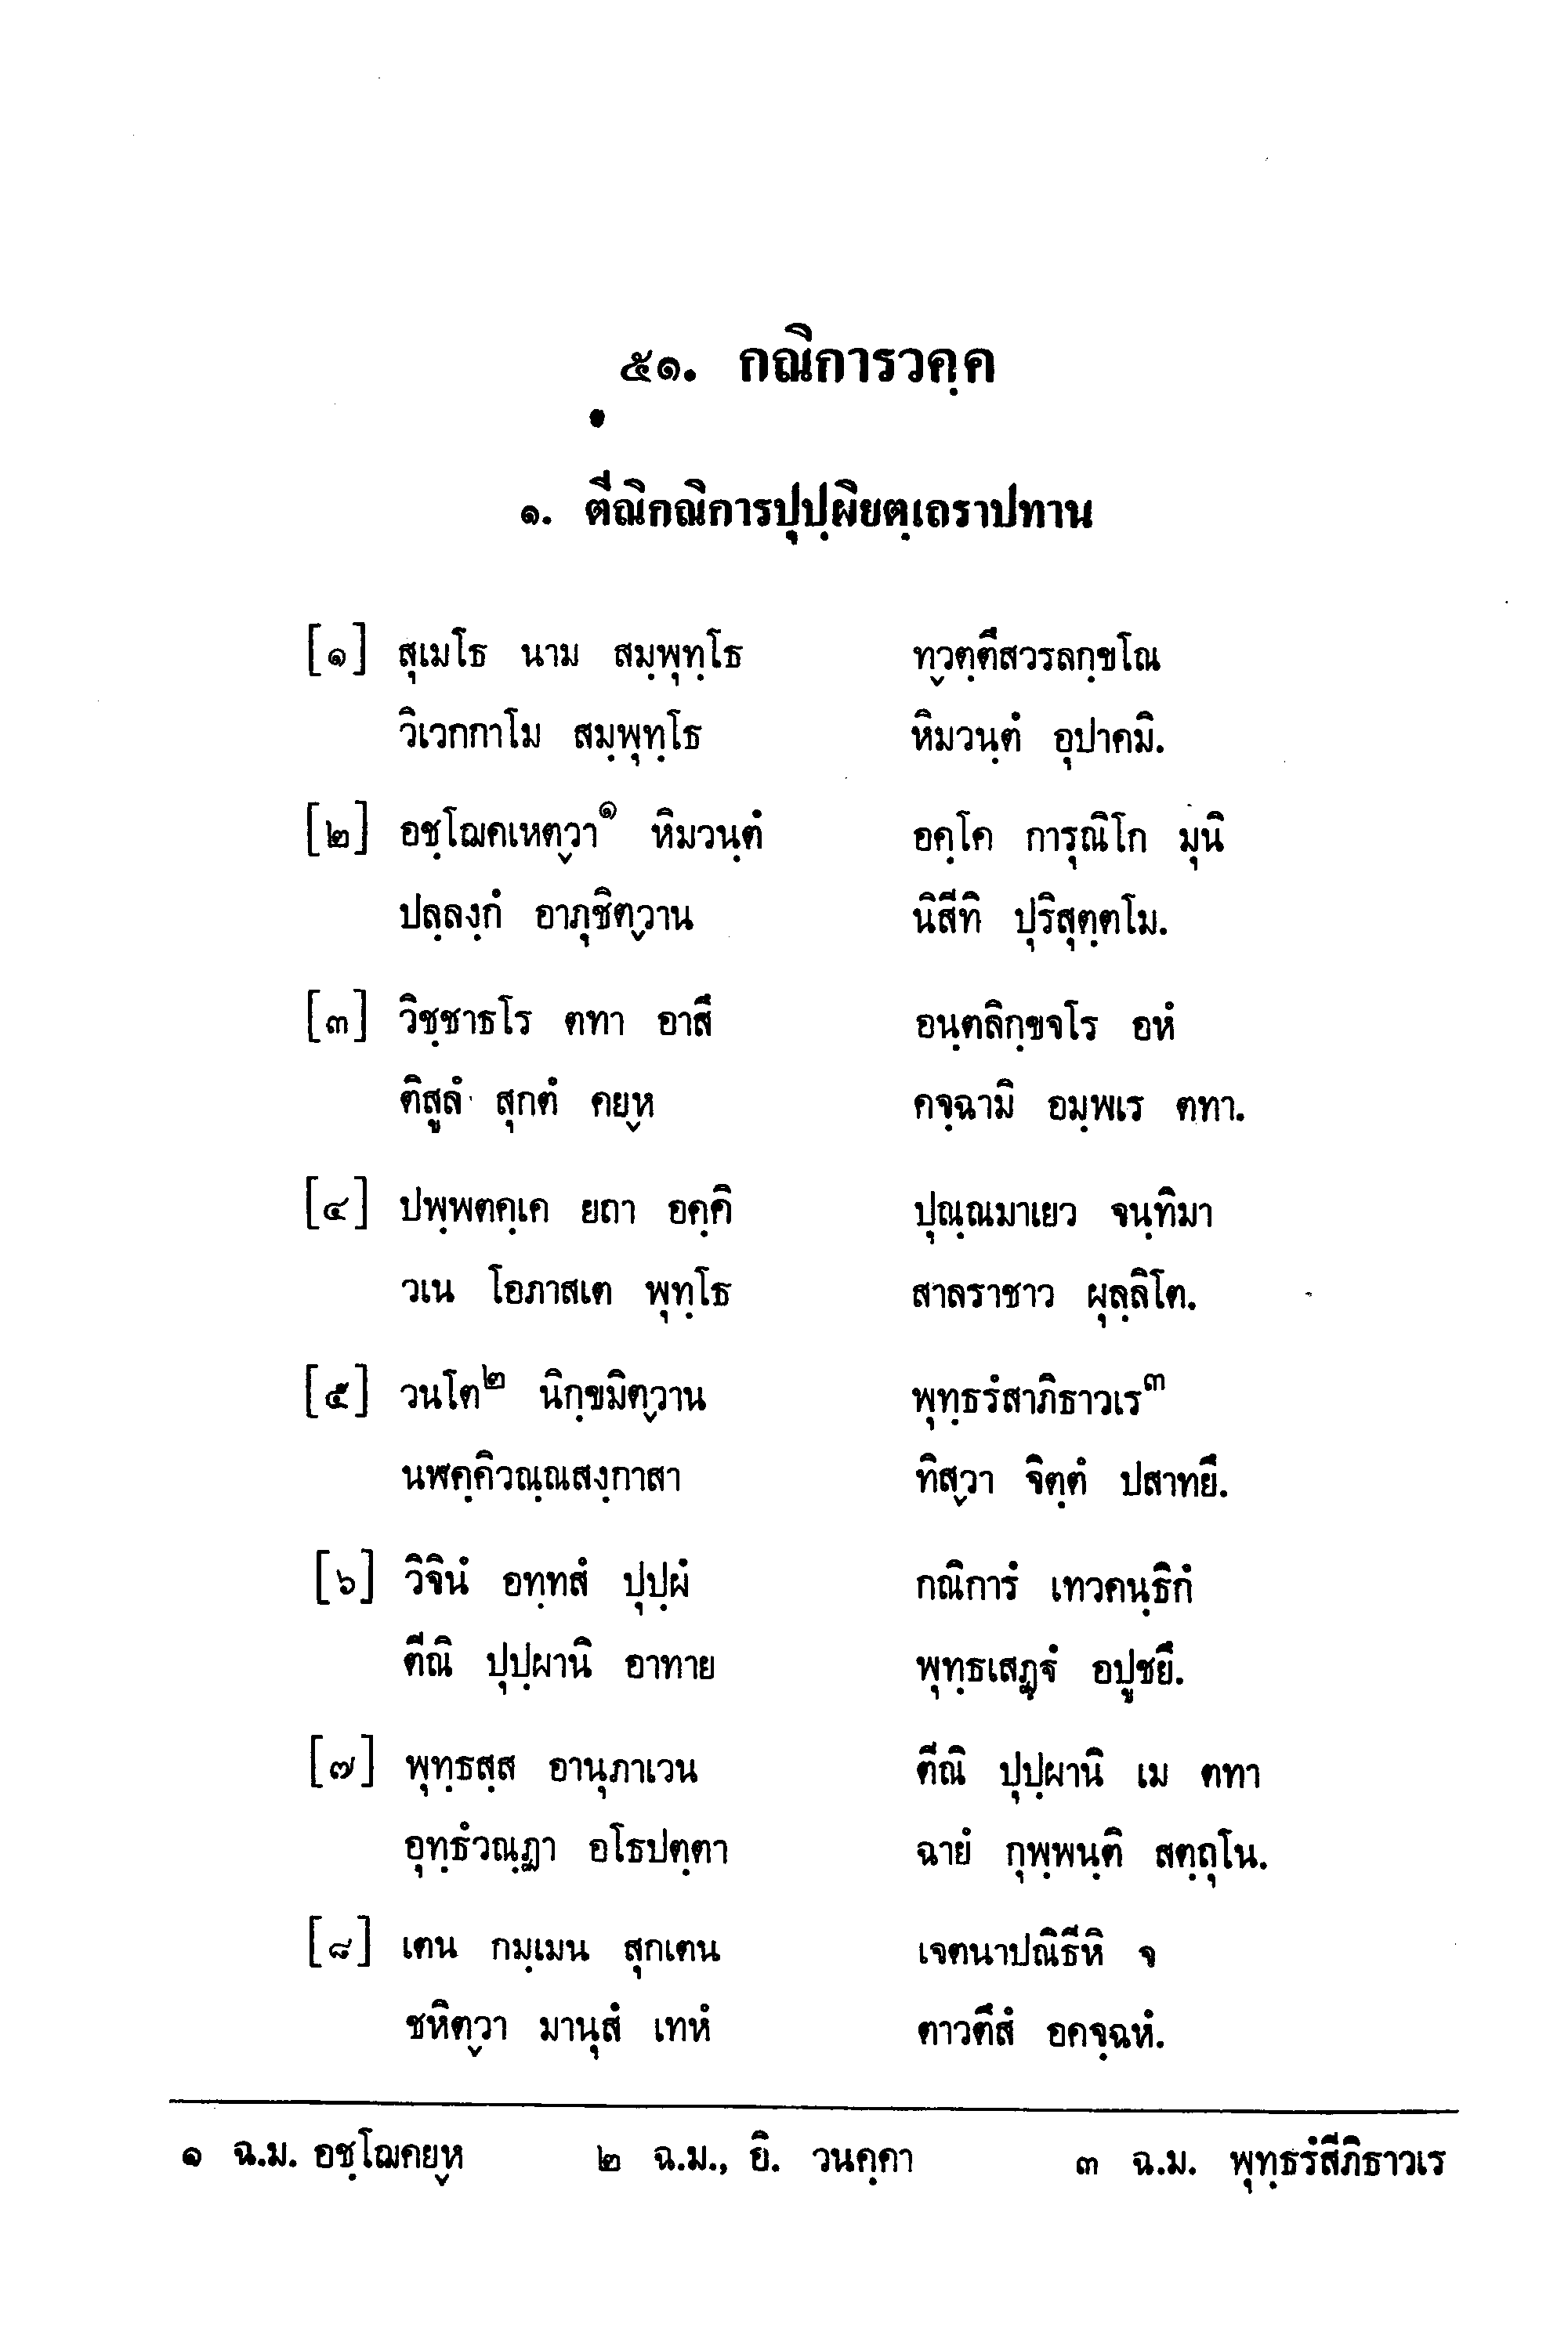 ๕๑. กณิการวคฺค
๑. ตีณิกณิการปุปฺผิยตฺเถราปทาน
[๑] สุเมโธ นาม สมฺพุทฺโธ ทฺวตฺตึสวรลกฺขโณ
วิเวกกาโม สมฺพุทฺโธ หิมวนฺตํ อุปาคมิ.
[๒] อชฺโฌคเหตฺวา๑ หิมวนฺตํ อคฺโค การุณิโก มุนิ
ปลฺลงฺกํ อาภุชิตฺวาน นิสีทิ ปุริสุตฺตโม.
[๓] วิชฺชาธโร ตทา อาสึ อนฺตลิกฺขจโร อหํ
ติสูลํ สุกตํ คยฺห คจฺฉามิ อมฺพเร ตทา.
[๔] ปพฺพตคฺเค ยถา อคฺคิ ปุณฺณมาเยว จนฺทิมา
วเน โอภาสเต พุทฺโธ สาลราชาว ผุลฺลิโต.
[๕] วนโต๒ นิกฺขมิตฺวาน พุทฺธรํสาภิธาวเร๓
นฬคฺคิวณฺณสงฺกาสา ทิสฺวา จิตฺตํ ปสาทยึ.
[๖] วิจินํ อทฺทสํ ปุปฺผํ กณิการํ เทวคนฺธิกํ
ตีณิ ปุปฺผานิ อาทาย พุทฺธเสฏฺฐํ อปูชยึ.
[๗] พุทฺธสฺส อานุภาเวน ตีณิ ปุปฺผานิ เม ตทา
อุทฺธํวณฺฏา อโธปตฺตา ฉายํ กุพฺพนฺติ สตฺถุโน.
[๘] เตน กมฺเมน สุกเตน เจตนาปณิธีหิ จ
ชหิตฺวา มานุสํ เทหํ ตาวตึสํ อคจฺฉหํ.
๑ ฉ.ม. อชฺโฌคยฺห ๒ ฉ.ม., ยิ. วนคฺคา ๓ ฉ.ม. พุทฺธรํสีภิธาวเร